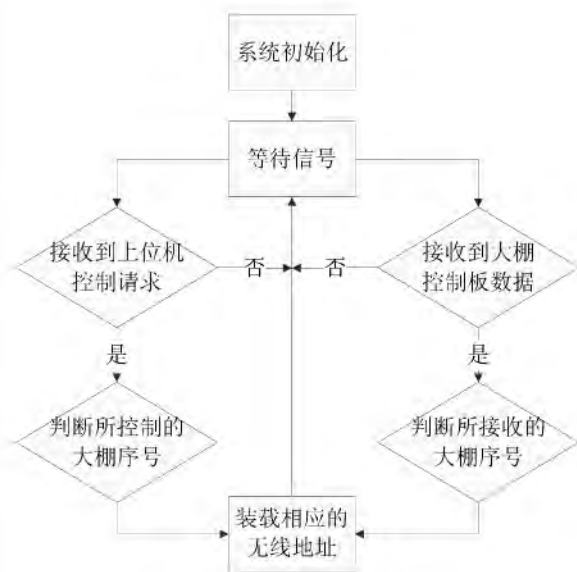 系统初始化
等待信号
接收到上位机
控制请求
否
否
接收到大棚
控制板数据
是
是
判断所控制的
大棚序号
判断所接收的
大棚序号
装载相应的
无线地址